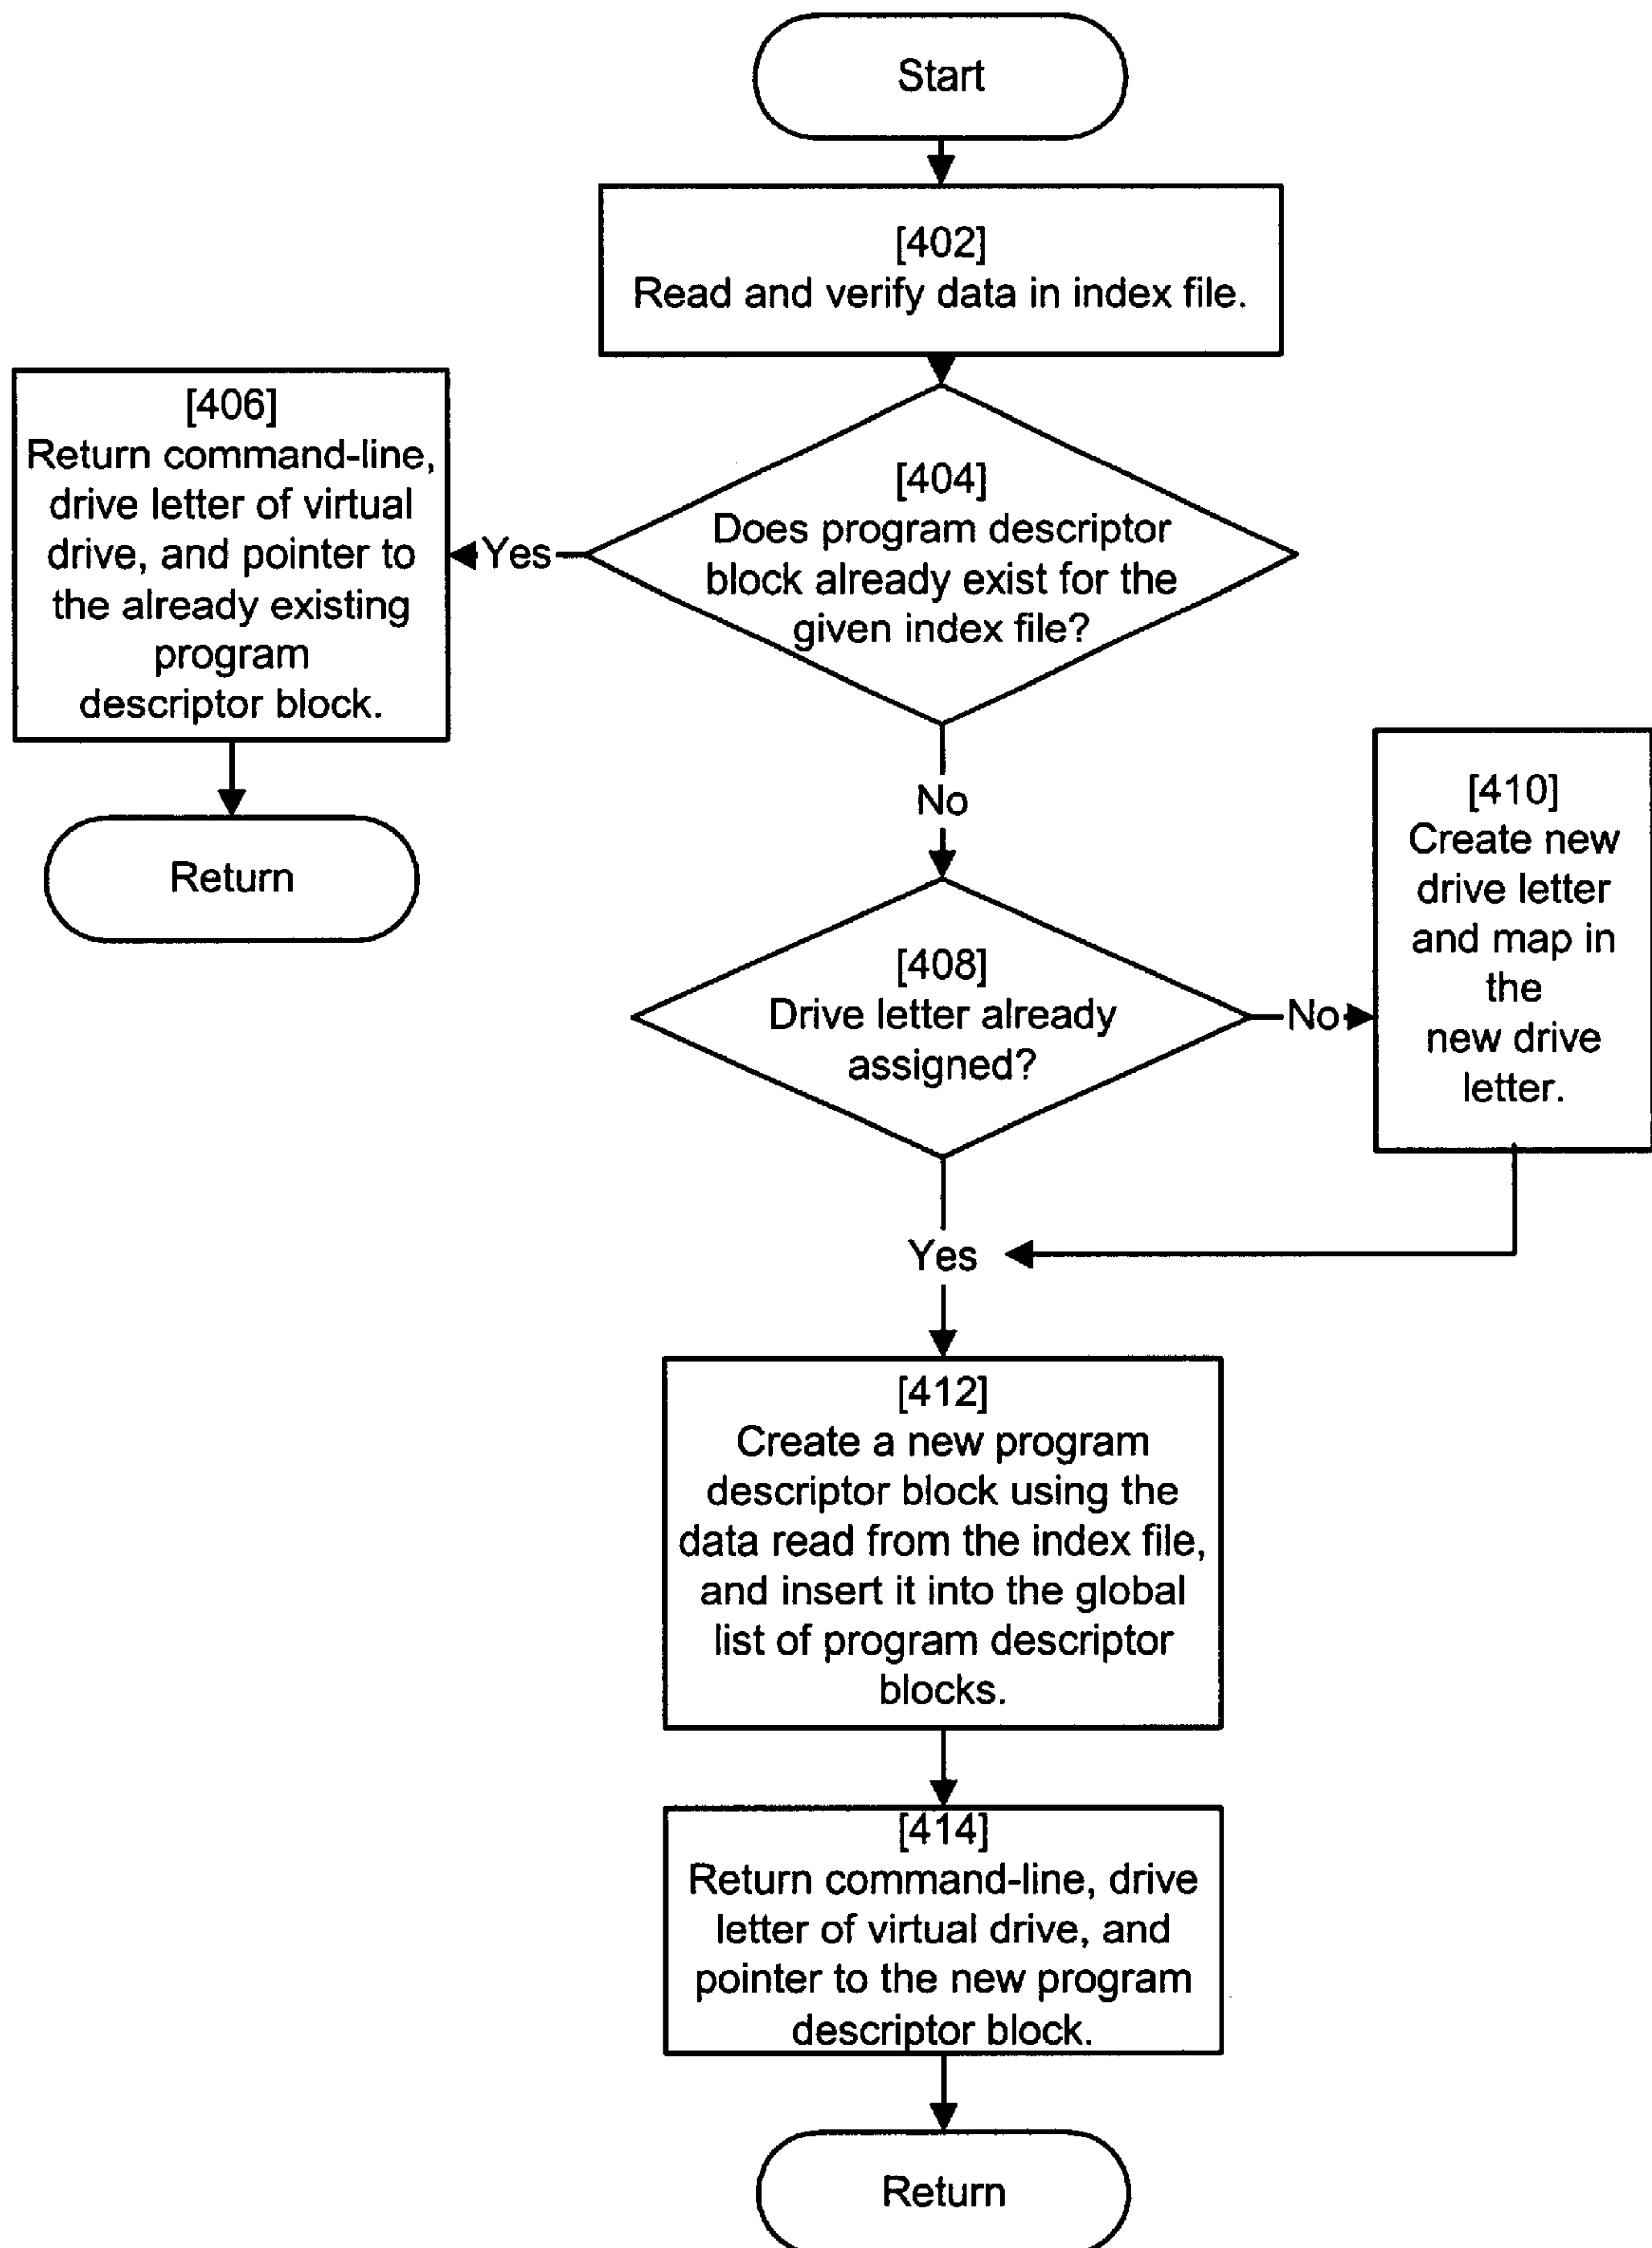 Start
[402]
Read and verify data in index file.
[404]
Does program descriptor
block already exist for the
given index file?
Yes
[406]
Return command-line,
drive letter of virtual
drive, and pointer to
the already existing
program
descriptor block.
Return
No
[408]
Drive letter already
assigned?
No
[410]
Create new
drive letter
and map in
the
new drive
letter.
Yes
[412]
Create a new program
descriptor block using the
data read from the index file,
and insert it into the global
list of program descriptor
blocks.
[414]
Return command-line, drive
letter of virtual drive, and
pointer to the new program
descriptor block.
Return